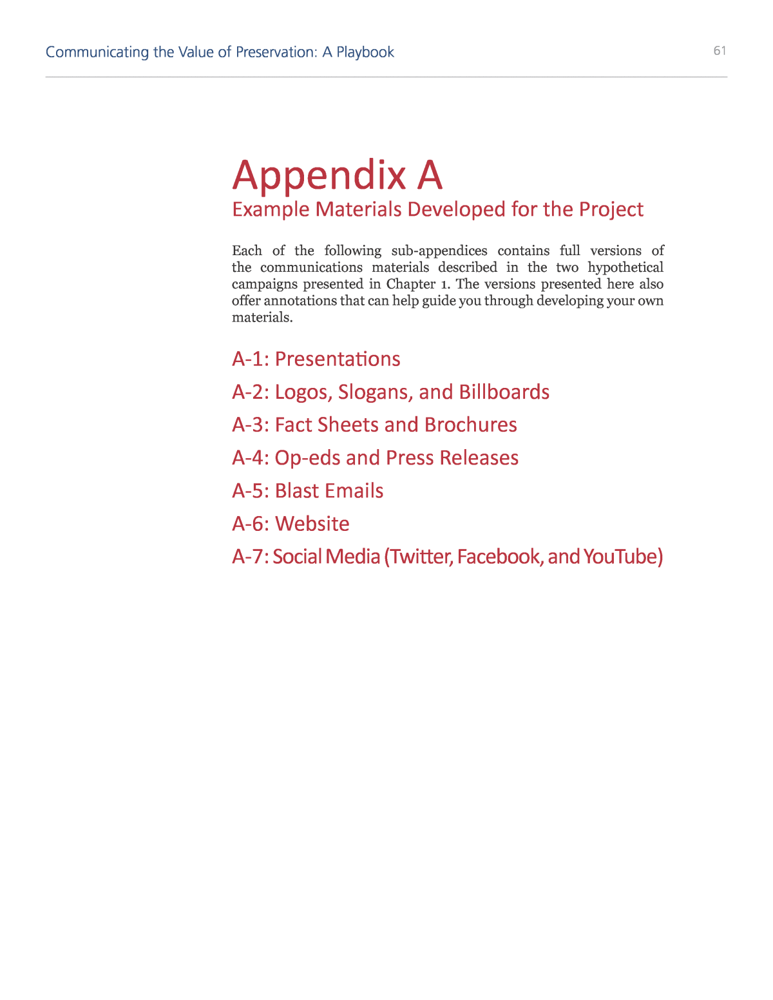 Communicating the Value of Preservation: A Playbook
61
Appendix A
Example Materials Developed for the Project
Each of the following sub-appendices contains full versions of
the communications materials described in the two hypothetical
campaigns presented in Chapter 1. The versions presented here also
offer annotations that can help guide you through developing your own
materials.
A-1: Presentations
A-2: Logos, Slogans, and Billboards
A-3: Fact Sheets and Brochures
A-4: Op-eds and Press Releases
A-5: Blast Emails
A-6: Website
A-7: Social Media (Twitter, Facebook, and YouTube)